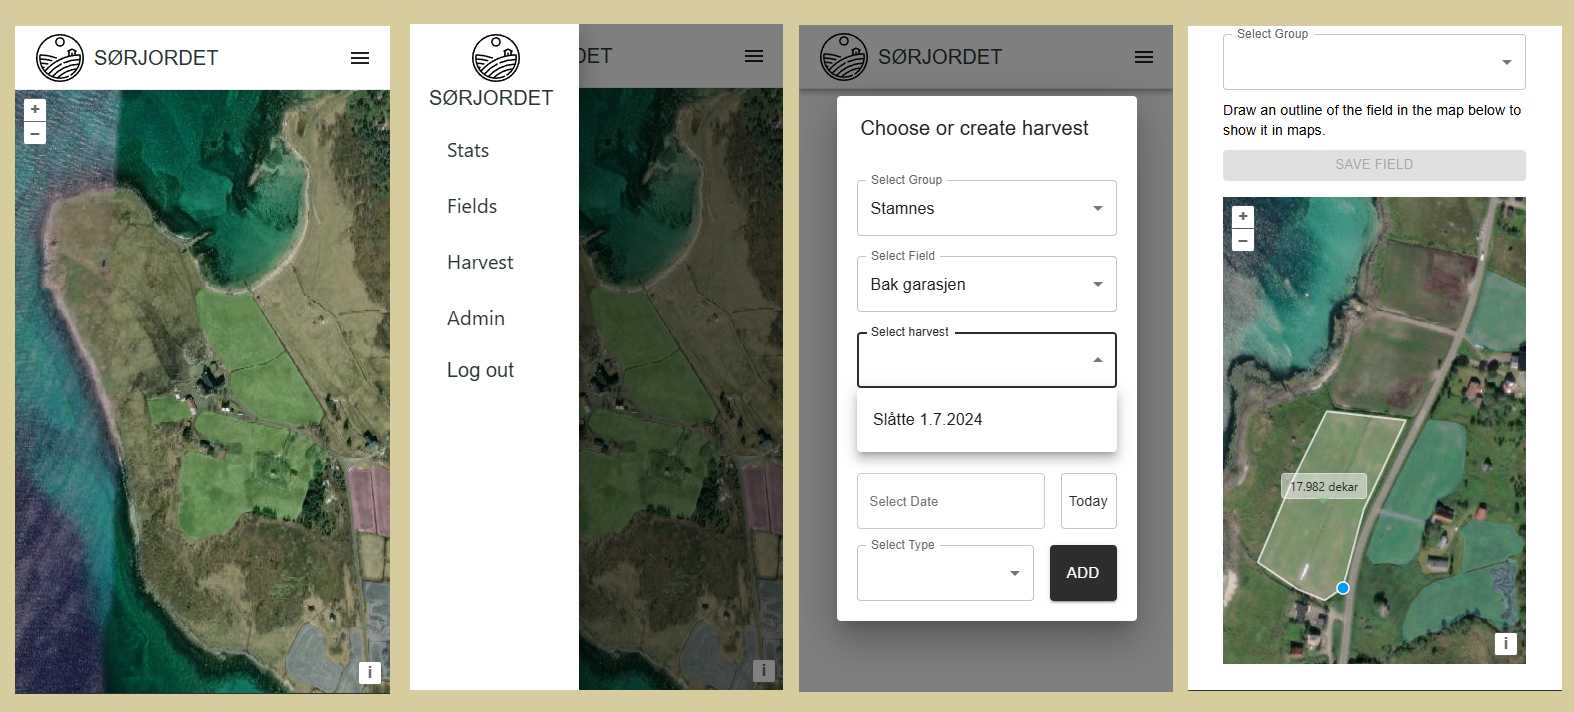 SØRJORDET
+
−
i
SØRJORDET
DET
Stats
Fields
Harvest
Admin
Log out
i
SØRJORDET
Choose or create harvest
Select Group
Stamnes
Select Field
Bak garasjen
Select harvest
Slåtte 1.7.2024
Select Date
Today
Select Type
ADD
Select Group
Draw an outline of the field in the map below to
show it in maps.
SAVE FIELD
+
−
17.982 dekar
i